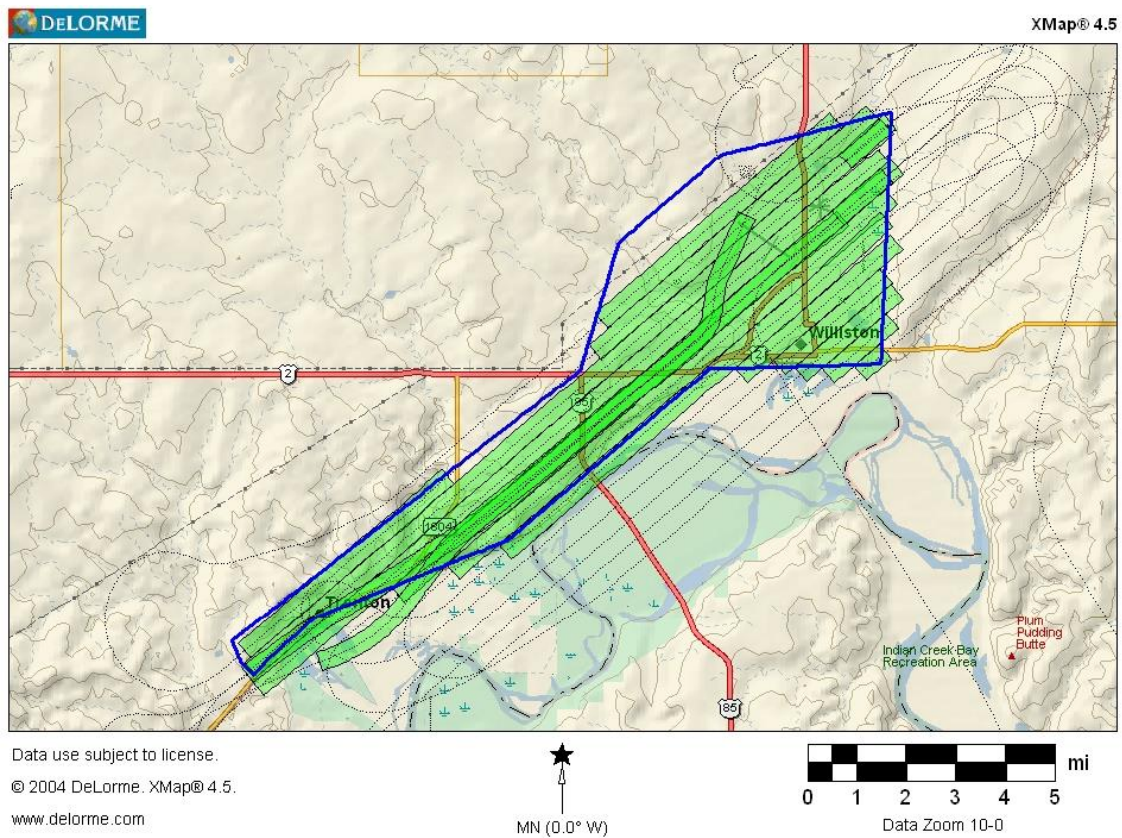 DELORME
XMap® 4.5
Williston
2
2
85
1804
Trenton
Plum
Pudding
Butte
Indian Creek Bay
Recreation Area
85
Data use subject to license.
© 2004 DeLorme. XMap® 4.5.
www.delorme.com
MN (0.0° W)
mi
0 1 2 3 4 5
Data Zoom 10-0